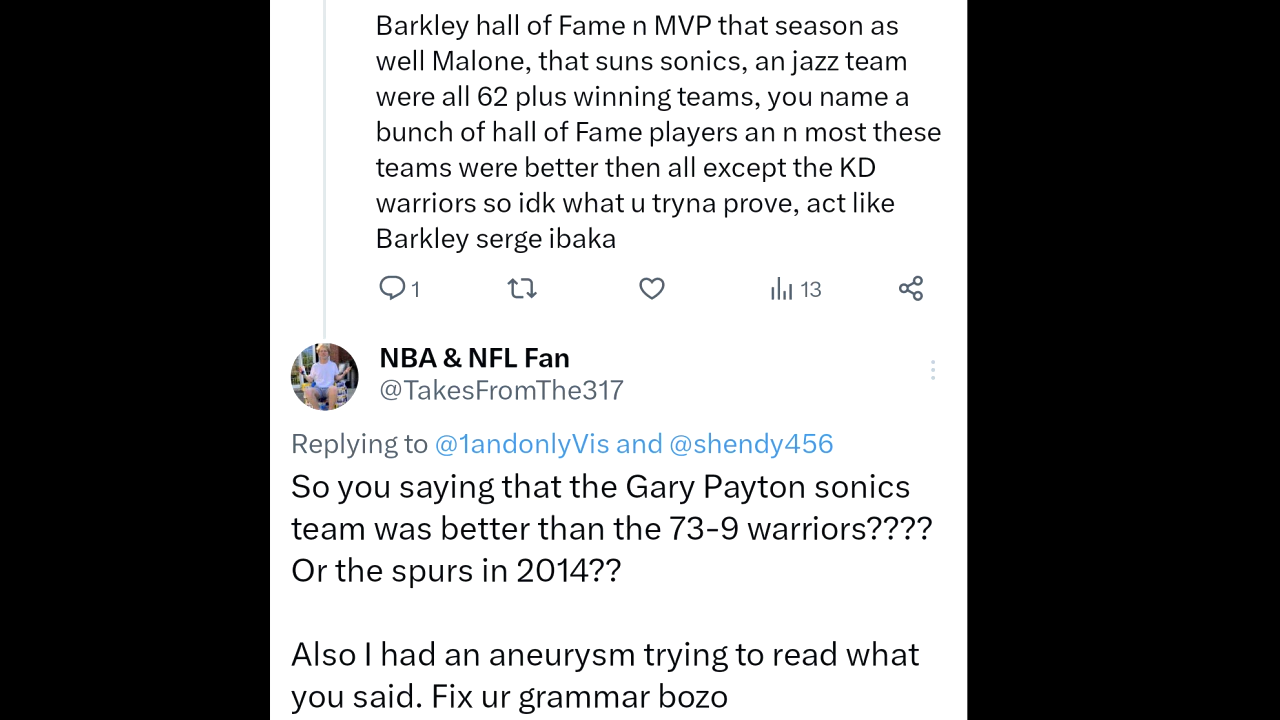 Barkley hall of Fame n MVP that season as
well Malone, that suns sonics, an jazz team
were all 62 plus winning teams, you name a
bunch of hall of Fame players an n most these
teams were better then all except the KD
warriors so idk what u tryna prove, act like
Barkley serge ibaka
1
13
NBA & NFL Fan
@TakesFromThe317
Replying to @1andonlyVis and @shendy456
So you saying that the Gary Payton sonics
team was better than the 73-9 warriors????
Or the spurs in 2014??
Also I had an aneurysm trying to read what
you said. Fix ur grammar bozo